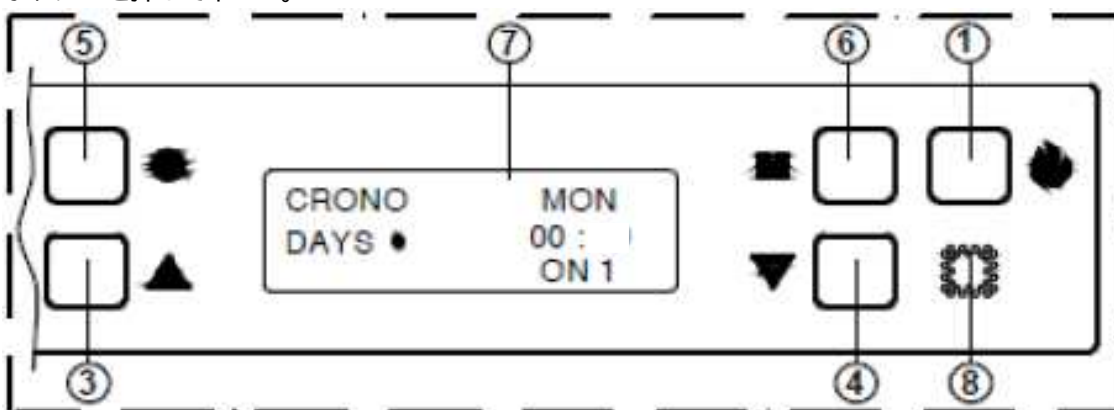 ⑤ ⑦ ⑥ ①
CRONO MON
DAYS ● 00 :
ON 1
③ ④ ⑧